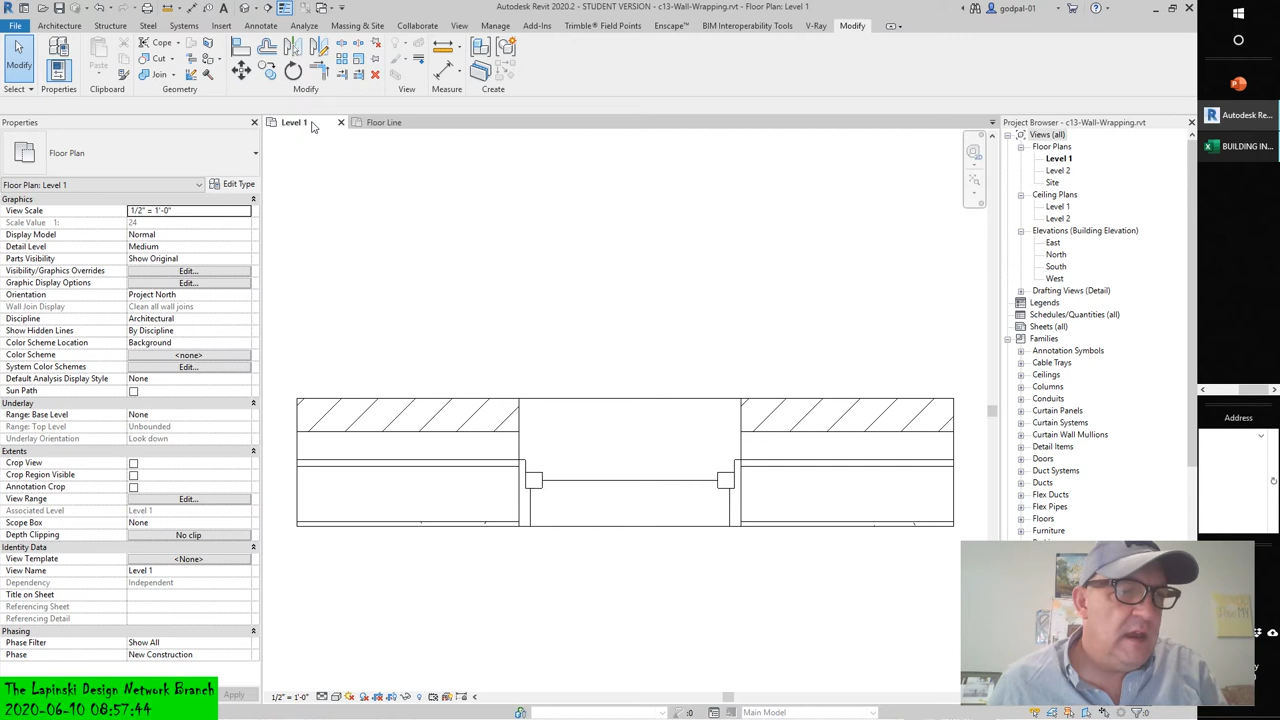 Autodesk Revit 2020.2 - STUDENT VERSION - c13-Wall-Wrapping.rvt - Floor Plan: Level 1
godpal-01
File
Architecture
Structure
Steel
Systems
Insert
Annotate
Analyze
Massing & Site
Collaborate
View
Manage
Add-Ins
Trimble® Field Points
Enscape™
BIM Interoperability Tools
V-Ray
Modify
Modify
Paste
Cope
Cut
Join
Select
Properties
Clipboard
Geometry
Modify
View
Measure
Create
Properties
Floor Plan
Floor Plan: Level 1
Edit Type
Graphics
View Scale 1/2" = 1'-0"
Scale Value 1: 24
Display Model Normal
Detail Level Medium
Parts Visibility Show Original
Visibility/Graphics Overrides Edit...
Graphic Display Options Edit...
Orientation Project North
Wall Join Display Clean all wall joins
Discipline Architectural
Show Hidden Lines By Discipline
Color Scheme Location Background
Color Scheme <none>
System Color Schemes Edit...
Default Analysis Display Style None
Sun Path
Underlay
Range: Base Level None
Range: Top Level Unbounded
Underlay Orientation Look down
Extents
Crop View
Crop Region Visible
Annotation Crop
View Range Edit...
Associated Level Level 1
Scope Box None
Depth Clipping No clip
Identity Data
View Template <None>
View Name Level 1
Dependency Independent
Title on Sheet
Referencing Sheet
Referencing Detail
Phasing
Phase Filter Show All
Phase New Construction
Apply
The Lapinski Design Network Branch
2020-06-10 08:57:44
Level 1
Floor Line
1/2" = 1'-0"
:0
Main Model
:0
Project Browser - c13-Wall-Wrapping.rvt
Views (all)
Floor Plans
Level 1
Level 2
Site
Ceiling Plans
Level 1
Level 2
Elevations (Building Elevation)
East
North
South
West
Drafting Views (Detail)
Legends
Schedules/Quantities (all)
Sheets (all)
Families
Annotation Symbols
Cable Trays
Ceilings
Columns
Conduits
Curtain Panels
Curtain Systems
Curtain Wall Mullions
Detail Items
Doors
Duct Systems
Ducts
Flex Ducts
Flex Pipes
Floors
Furniture
Autodesk Re...
BUILDING IN...
Address